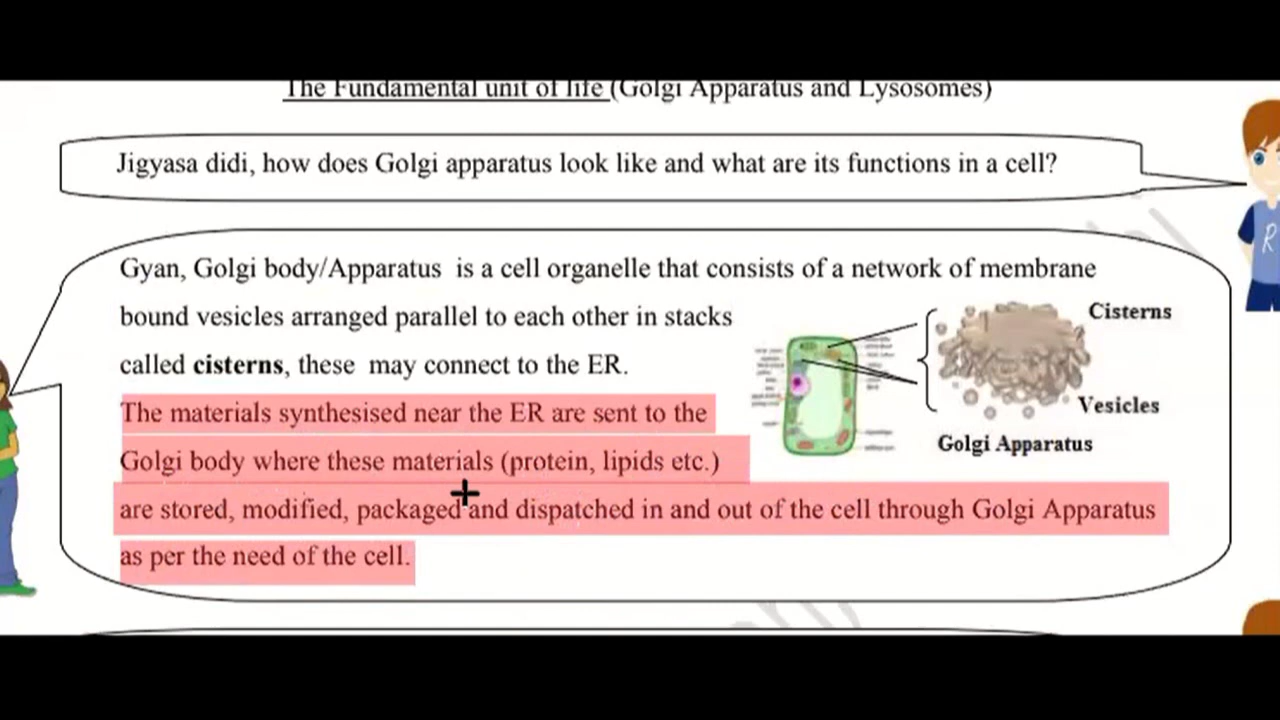 The Fundamental unit of life (Golgi Apparatus and Lysosomes)
Jigyasa didi, how does Golgi apparatus look like and what are its functions in a cell?
R
Gyan, Golgi body/Apparatus is a cell organelle that consists of a network of membrane
bound vesicles arranged parallel to each other in stacks
called cisterns, these may connect to the ER.
Cisterns
Vesicles
Golgi Apparatus
The materials synthesised near the ER are sent to the
Golgi body where these materials (protein, lipids etc.)
are stored, modified, packaged and dispatched in and out of the cell through Golgi Apparatus
as per the need of the cell.